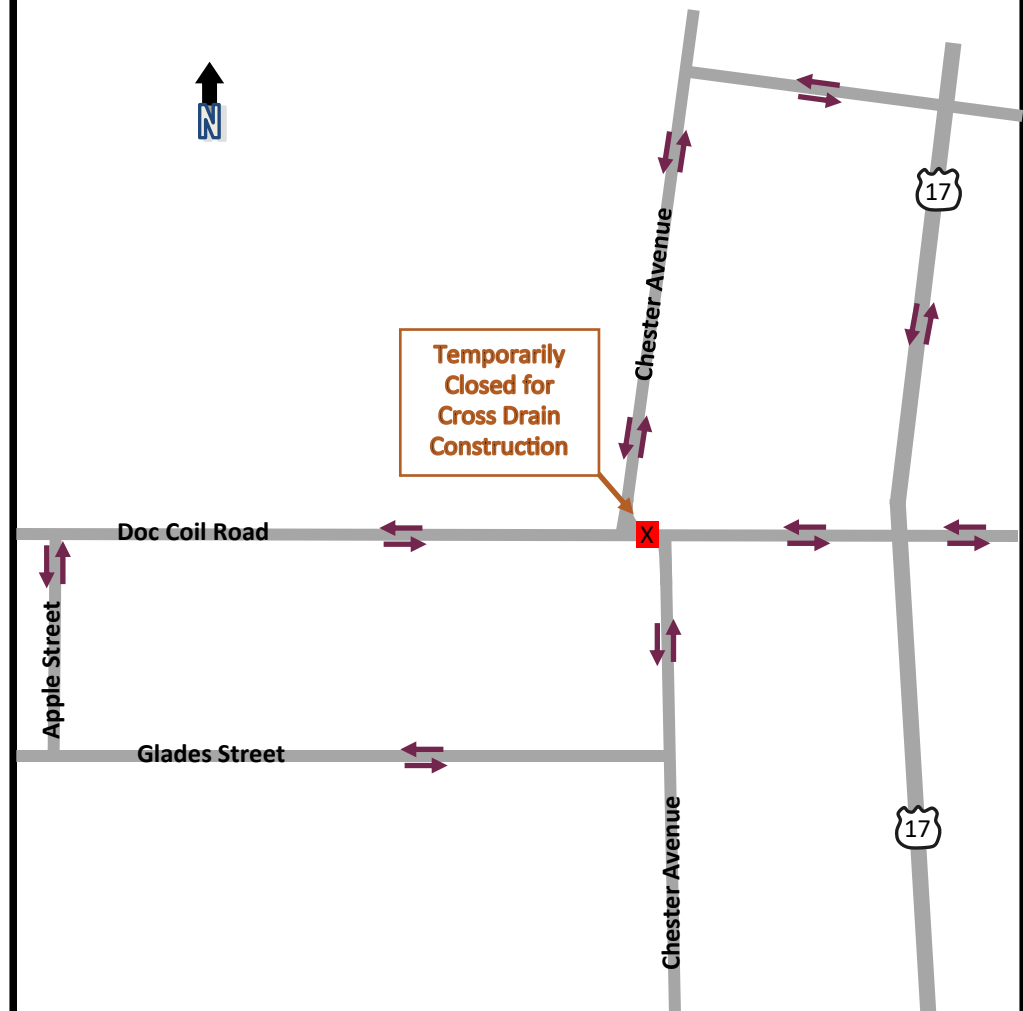 N
17
Chester Avenue
Temporarily
Closed for
Cross Drain
Construction
Doc Coil Road
X
Apple Street
Glades Street
Chester Avenue
17